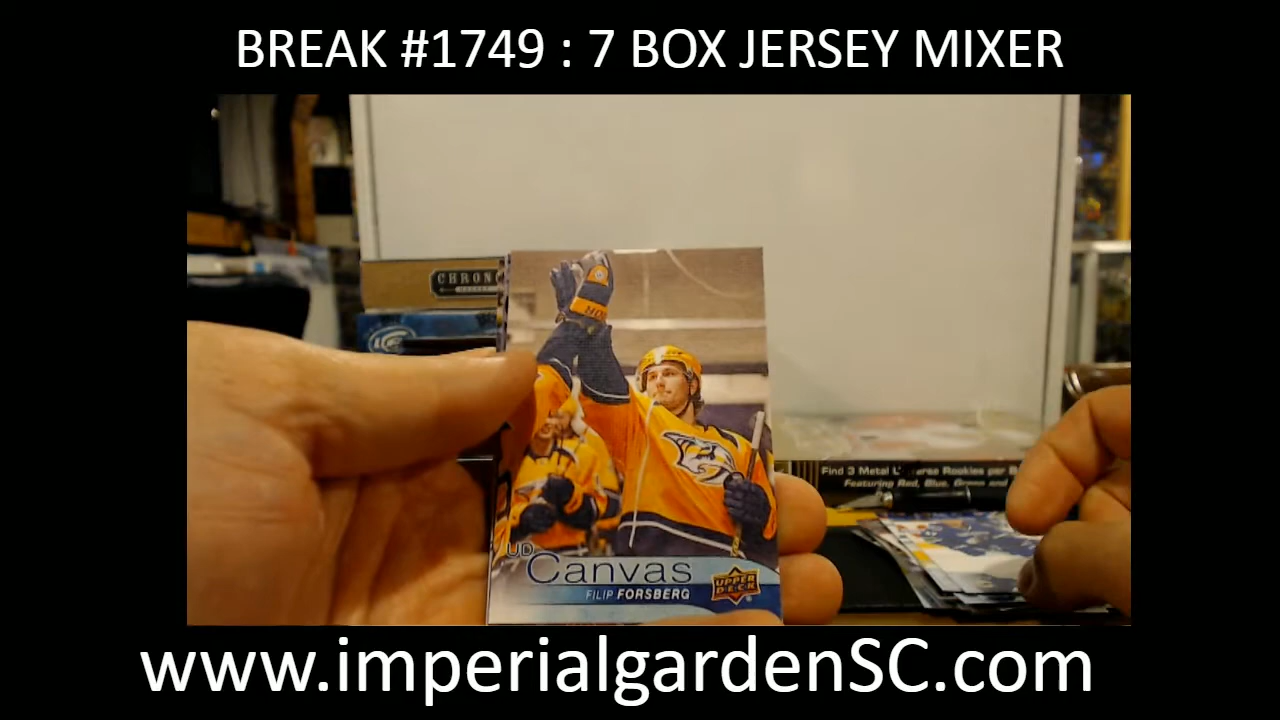 BREAK #1749 : 7 BOX JERSEY MIXER
CHRON
Find 3 Metal
Rookies per B
Featuring Red, Blue, Green and
UD
Canvas
UPPER
DECK
FILIP FORSBERG
www.imperialgardenSC.com